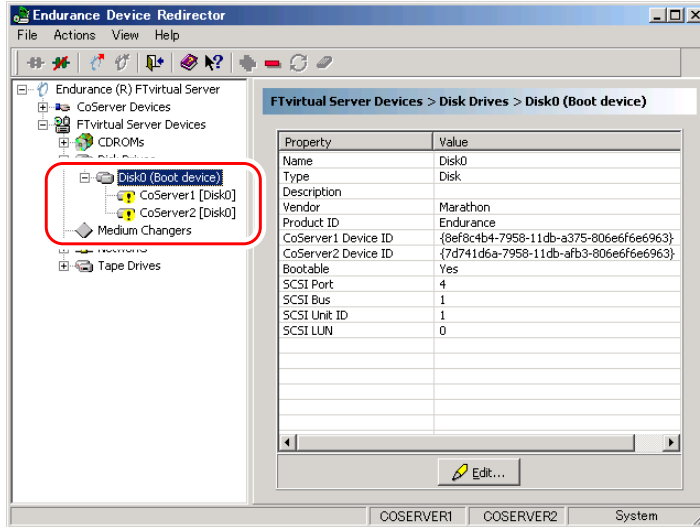 Endurance Device Redirector
File Actions View Help
Endurance (R) FTvirtual Server
CoServer Devices
FTvirtual Server Devices
CDROMs
Disk0 (Boot device)
CoServer1 [Disk0]
CoServer2 [Disk0]
Medium Changers
Tape Drives
FTvirtual Server Devices > Disk Drives > Disk0 (Boot device)
Property Value
Name Disk0
Type Disk
Description
Vendor Marathon
Product ID Endurance
CoServer1 Device ID {8ef8c4b4-7958-11db-a375-806e6f6e6963}
CoServer2 Device ID {7d741d6a-7958-11db-afb3-806e6f6e6963}
Bootable Yes
SCSI Port 4
SCSI Bus 1
SCSI Unit ID 1
SCSI LUN 0
Edit...
COSERVER1 COSERVER2 System